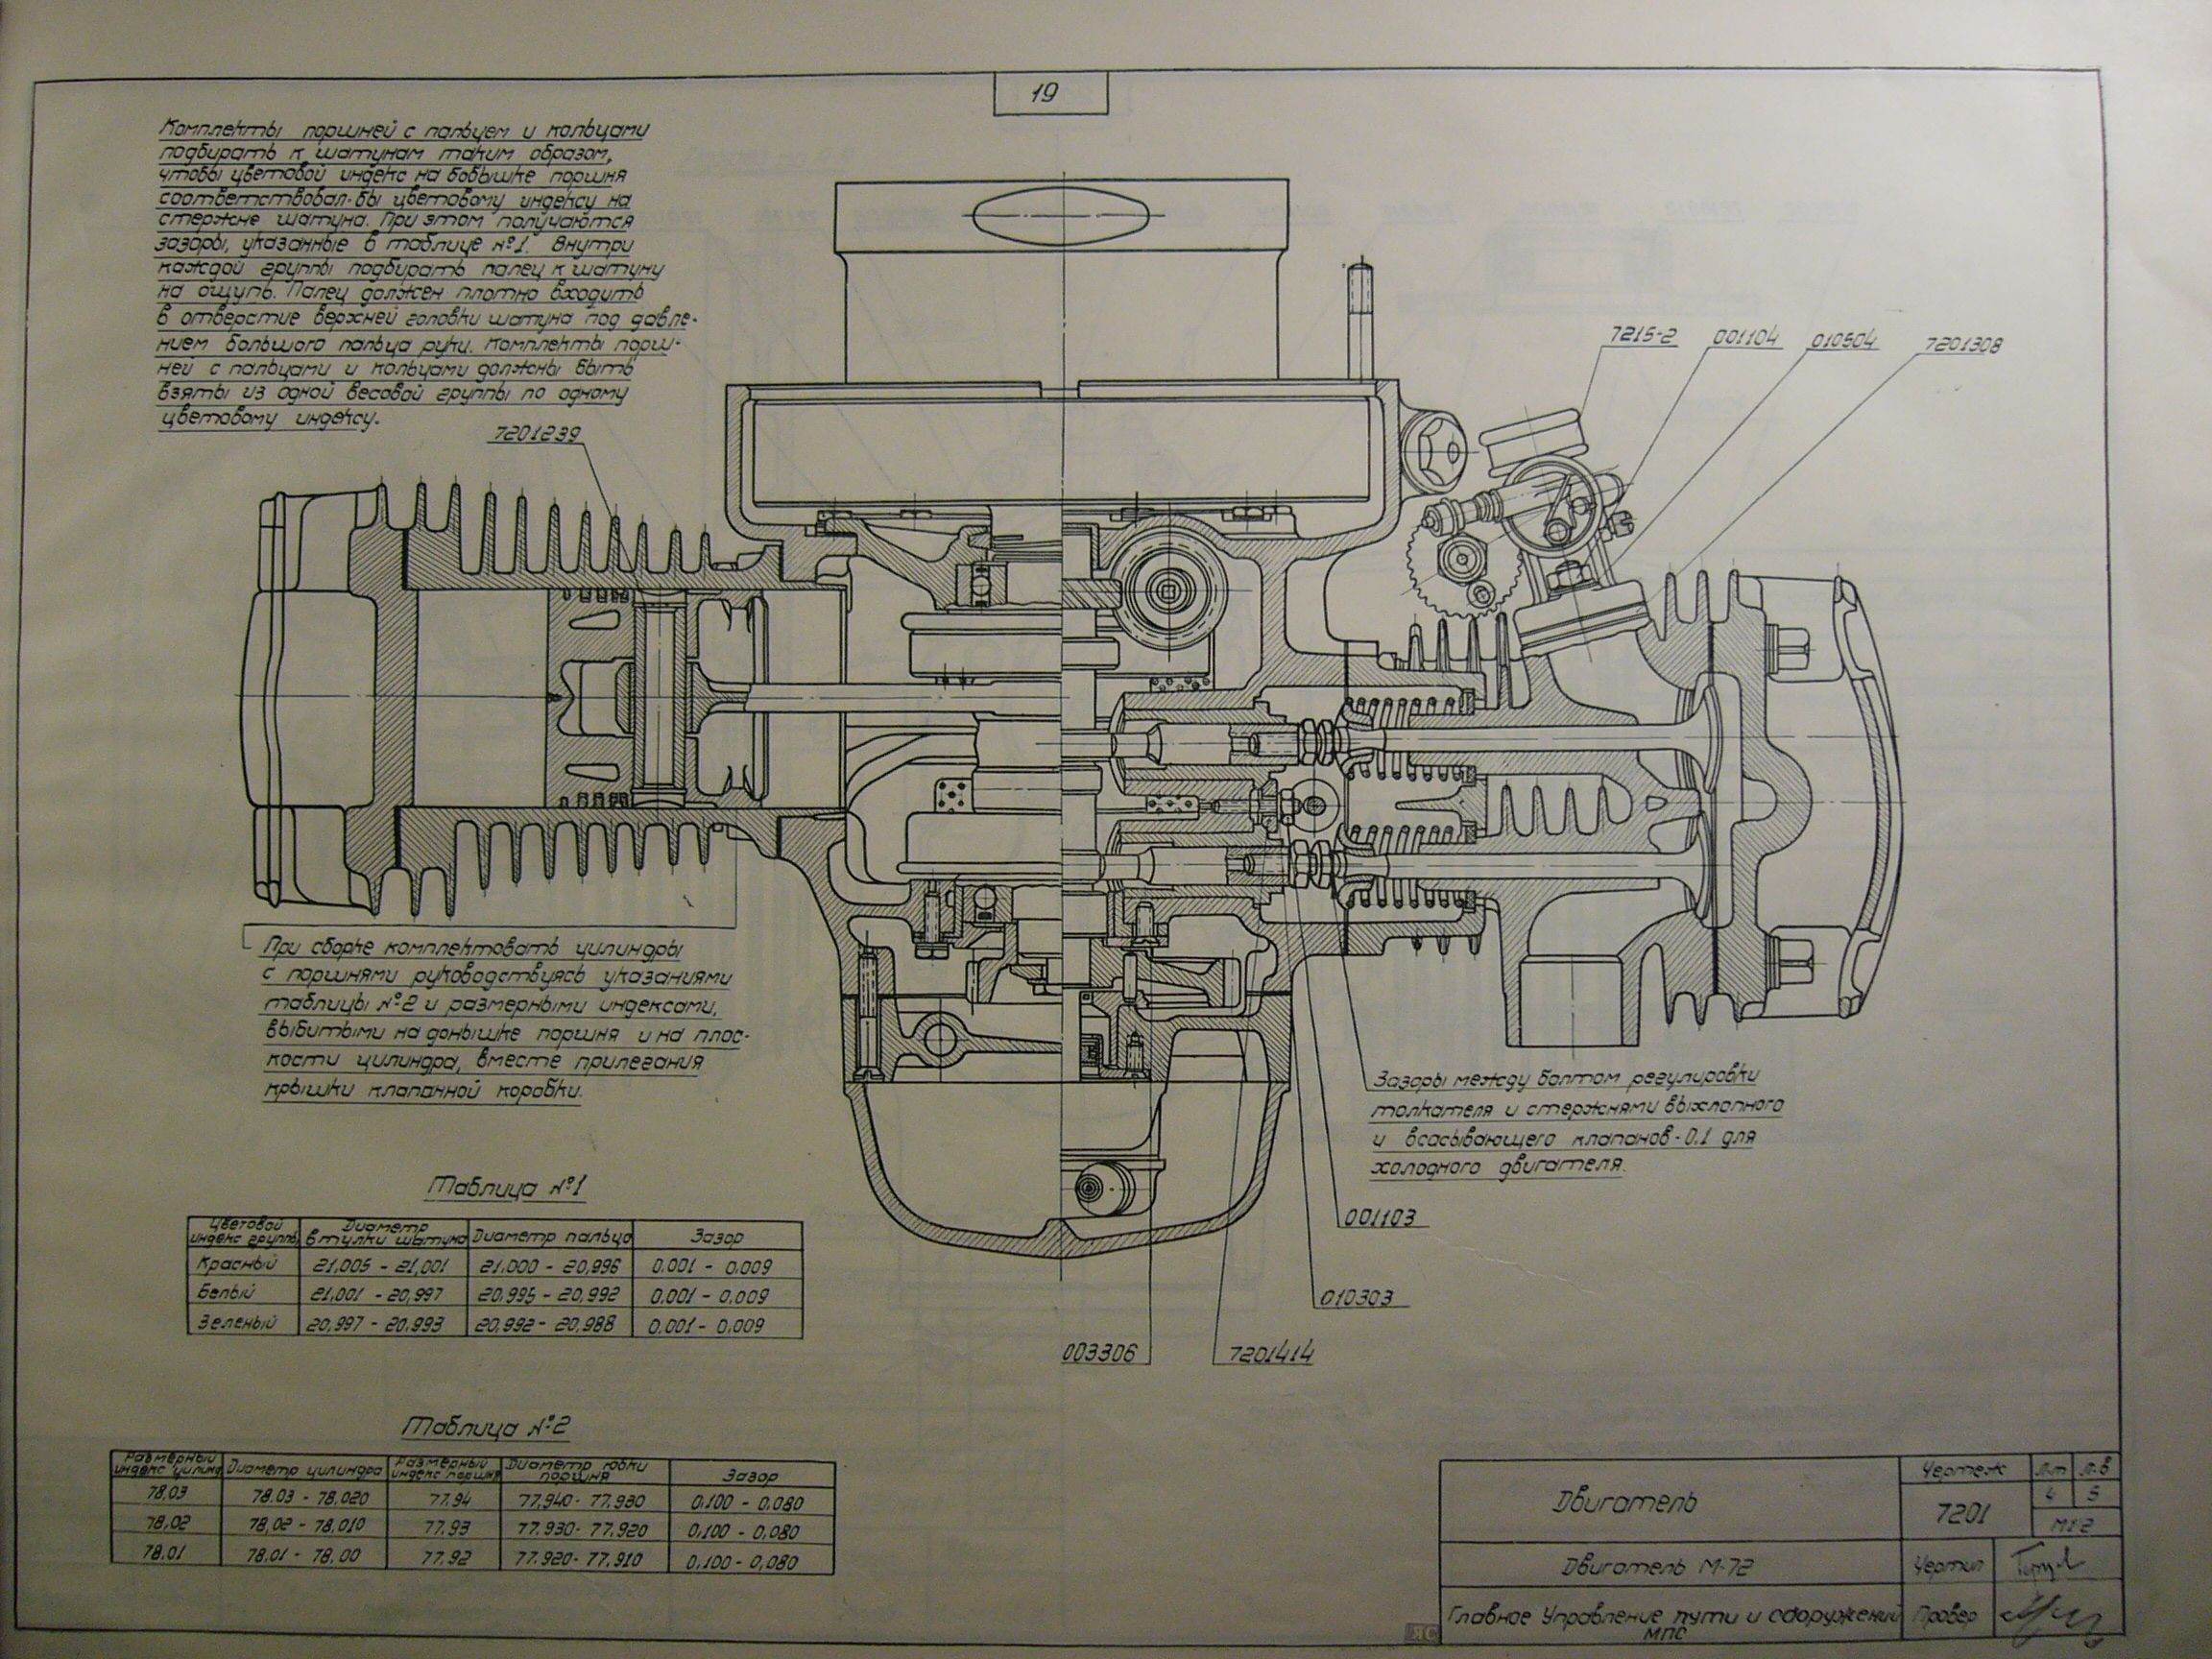 19
Комплекты поршней с пальцем и кольцами
подбирать к шатунам таким образом,
чтобы цветовой индекс на бобышке поршня
соответствовал-бы цветовому индексу на
стержне шатуна. При этом получаются
зазоры, указанные в таблице №1. Внутри
каждой группы подбирать палец к шатуну
на ощупь. Палец должен плотно входить
в отверстие верхней головки шатуна под давле-
нием большого пальца руки. Комплекты порш-
ней с пальцами и кольцами должны быть
взяты из одной весовой группы по одному
цветовому индексу.
7201239
7215-2 001104 010504 7201308
При сборке комплектовать цилиндры
с поршнями руководствуясь указаниями
таблицы №2 и размерными индексами,
выбитыми на донышке поршня и на плос-
кости цилиндра, вместе прилегания
крышки клапанной коробки.
Зазоры между болтом регулировки
толкателя и стержнями выхлопного
и всасывающего клапанов-0.1 для
холодного двигателя.
001103
010303
003306 7201414
Таблица №1
Цветовой индекс группы Диаметр втулки шатуна Диаметр пальца Зазор
Красный 21,005 - 21,001 21,000 - 20,996 0.001 - 0.009
Белый 21,001 - 20,997 20.995 - 20,992 0.001 - 0.009
Зеленый 20,997 - 20.993 20,992 - 20,988 0.001 - 0.009
Таблица №2
Размерный индекс цилинд Диаметр цилиндра Размерный индекс поршня Диаметр юбки поршня Зазор
78,03 78.03 - 78,020 77.94 77,940- 77,930 0,100 - 0,080
78,02 78,02 - 78,010 77,93 77.930- 77,920 0,100 - 0,080
78.01 78,01 - 78,00 77.92 77.920- 77,910 0,100 - 0,080
Двигатель
Чертеж Л-т Л-в
7201 4 5
М1:2
Двигатель М-72
Чертил
Главное Управление пути и сооружений
МПС
Провер